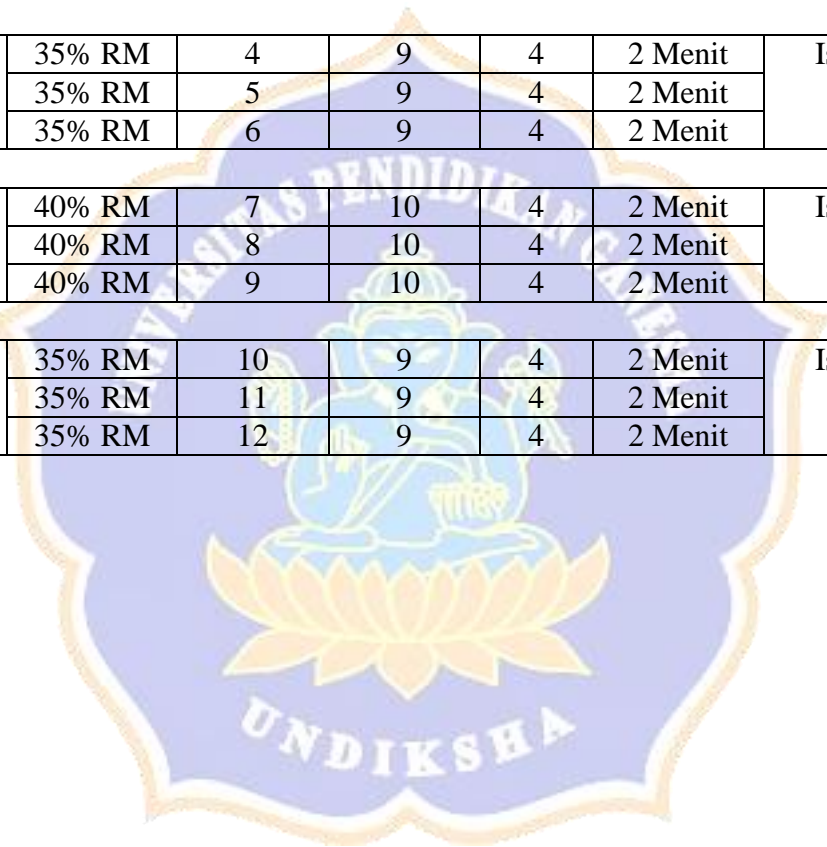 35% RM 4 9 4 2 Menit
35% RM 5 9 4 2 Menit
35% RM 6 9 4 2 Menit
40% RM 7 10 4 2 Menit
40% RM 8 10 4 2 Menit
40% RM 9 10 4 2 Menit
35% RM 10 9 4 2 Menit
35% RM 11 9 4 2 Menit
35% RM 12 9 4 2 Menit
UNIVERSITAS PENDIDIKAN GANESHA
UNDIKSHA